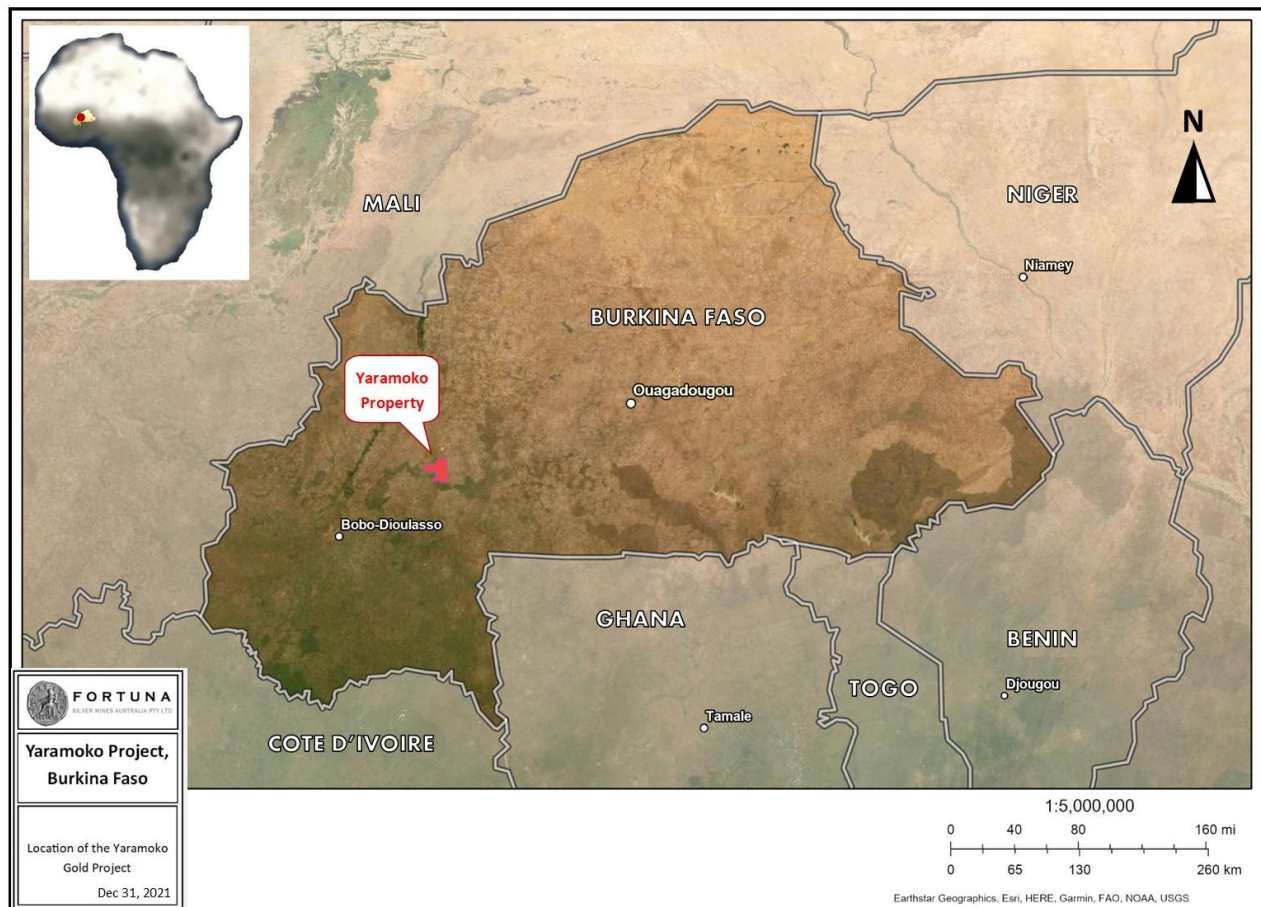 N
MALI
NIGER
Niamey
BURKINA FASO
Yaramoko
Property
Ouagadougou
Bobo-Dioulasso
GHANA
BENIN
TOGO
Djougou
Tamale
COTE D'IVOIRE
FORTUNA
SILVER MINES AUSTRALIA PTY LTD
Yaramoko Project,
Burkina Faso
Location of the Yaramoko
Gold Project
Dec 31, 2021
1:5,000,000
0 40 80 160 mi
0 65 130 260 km
Earthstar Geographics, Esri, HERE, Garmin, FAO, NOAA, USGS